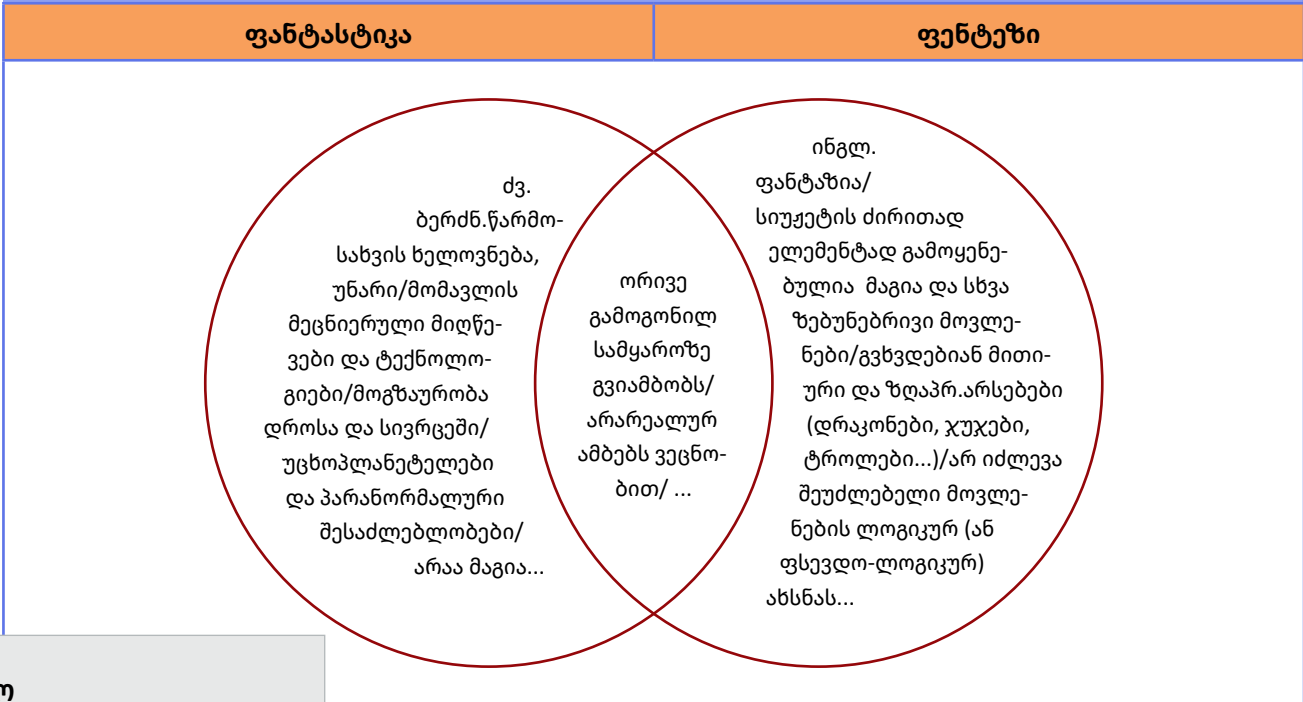 ფანტასტიკა
ფენტეზი
ძვ.
ბერძნ.წარმო-
სახვის ხელოვნება,
უნარი/მომავლის
მეცნიერული მიღწე-
ვები და ტექნოლო-
გიები/მოგზაურობა
დროსა და სივრცეში/
უცხოპლანეტელები
და პარანორმალური
შესაძლებლობები/
არაა მაგია...
ორივე
გამოგონილ
სამყაროზე
გვიამბობს/
არარეალურ
ამბებს ვეცნო-
ბით/ ...
ინგლ.
ფანტაზია/
სიუჟეტის ძირითად
ელემენტად გამოყენე-
ბულია მაგია და სხვა
ზებუნებრივი მოვლე-
ნები/გვხვდებიან მითი-
ური და ზღაპრ.არსებები
(დრაკონები, ჯუჯები,
ტროლები...)/არ იძლევა
შეუძლებელი მოვლე-
ნების ლოგიკურ (ან
ფსევდო-ლოგიკურ)
ახსნას...